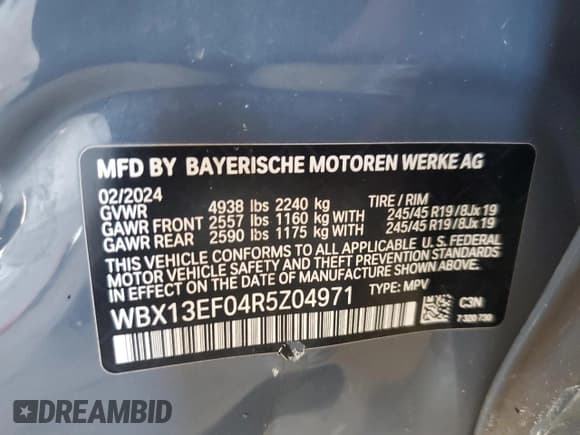 MFD BY BAYERISCHE MOTOREN WERKE AG
02/2024
GVWR 4938 lbs 2240 kg TIRE / RIM
GAWR FRONT 2557 lbs 1160 kg WITH 245/45 R19/8Jx19
GAWR REAR 2590 lbs 1175 kg WITH 245/45 R19/8Jx19
THIS VEHICLE CONFORMS TO ALL APPLICABLE U.S. FEDERAL
MOTOR VEHICLE SAFETY AND THEFT PREVENTION STANDARDS
IN EFFECT ON THE DATE OF MANUFACTURE SHOWN ABOVE.
WBX13EF04R5Z04971 TYPE: MPV
C3N
7 320 730
DREAMBID